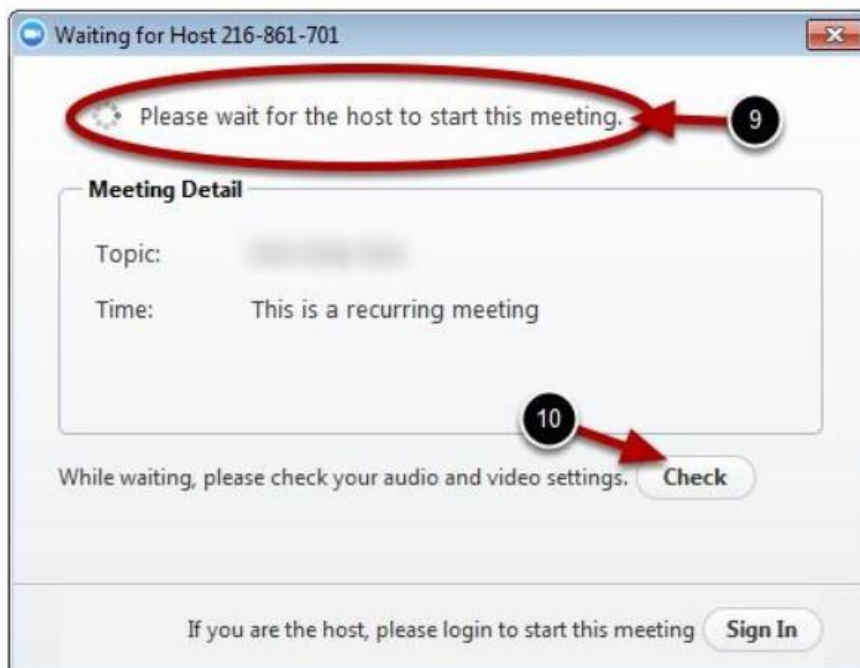 Waiting for Host 216-861-701
Please wait for the host to start this meeting.
9
Meeting Detail
Topic:
Time: This is a recurring meeting
10
While waiting, please check your audio and video settings. Check
If you are the host, please login to start this meeting Sign In